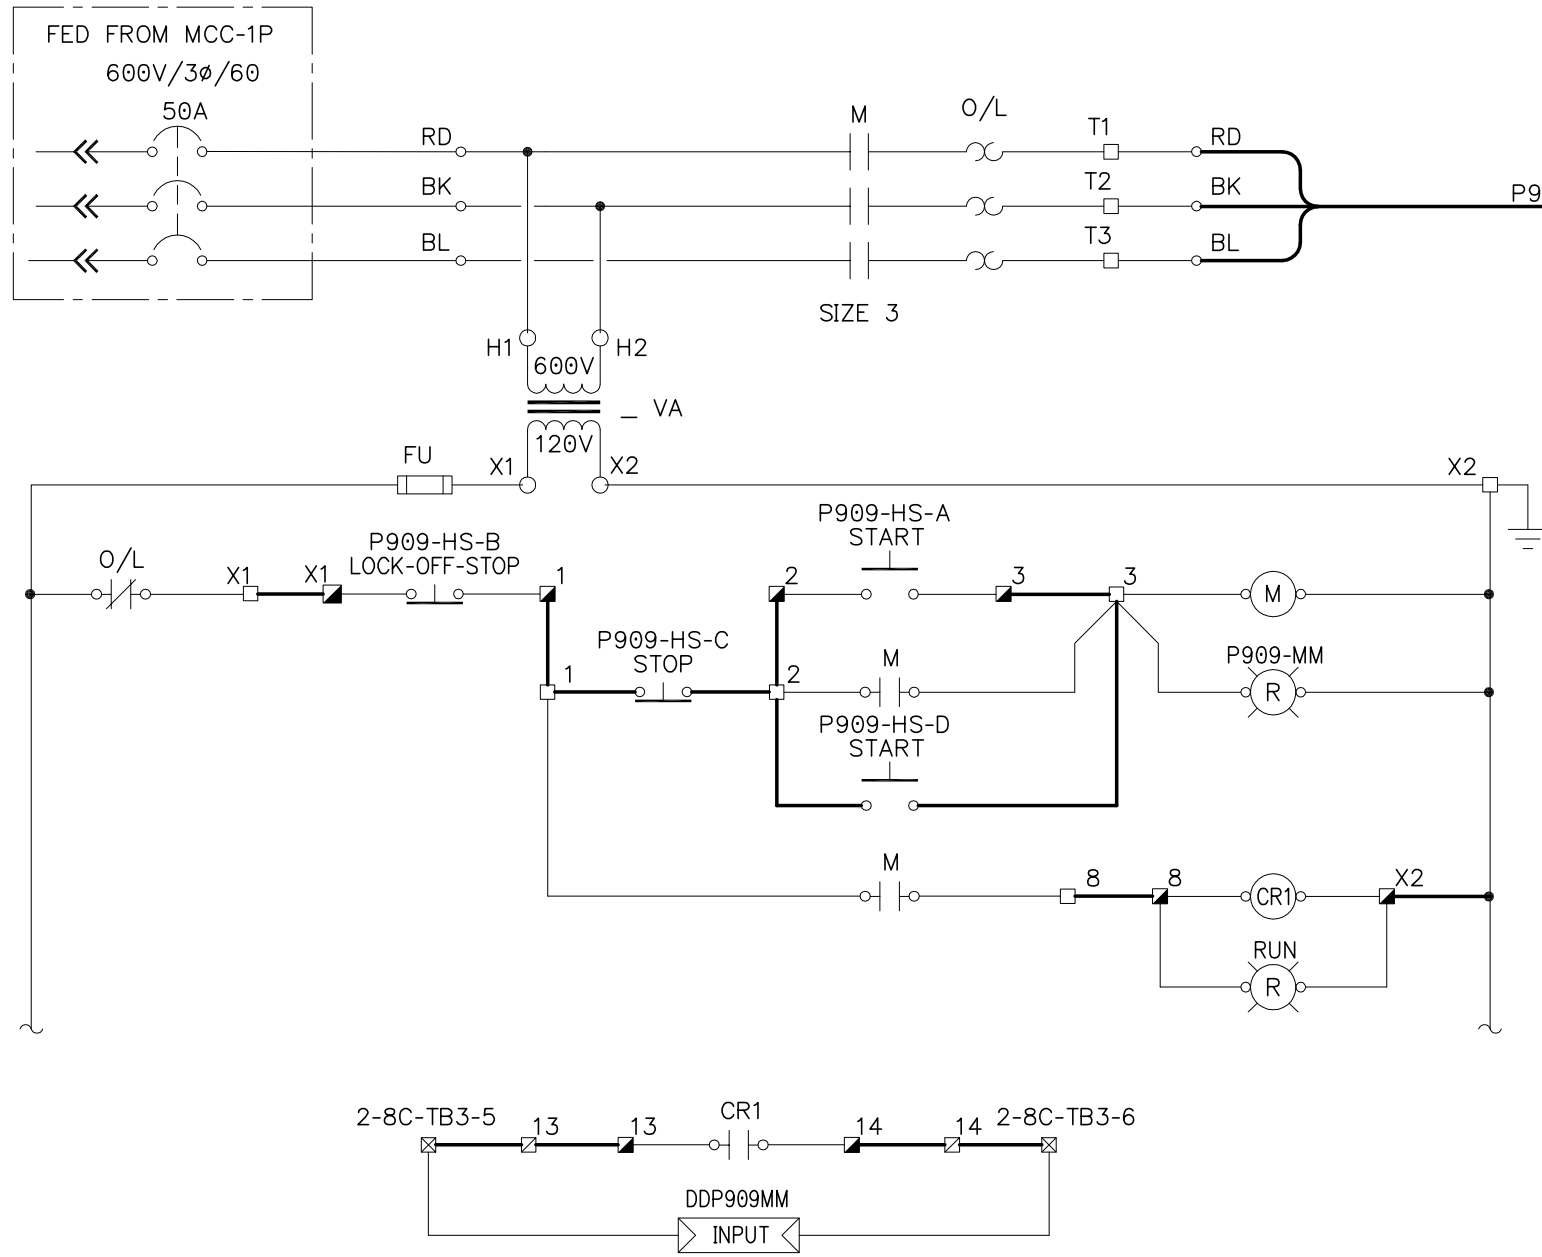 FED FROM MCC-1P
600V/3ø/60
50A
RD
BK
BL
M
O/L
T1
T2
T3
RD
BK
BL
P9
SIZE 3
H1
H2
600V
_ VA
120V
FU
X1
X2
X2
O/L
X1
X1
P909-HS-B
LOCK-OFF-STOP
1
P909-HS-A
START
2
3
3
M
P909-HS-C
STOP
1
2
M
P909-MM
R
P909-HS-D
START
M
8
8
CR1
X2
RUN
R
2-8C-TB3-5
13
13
CR1
14
14
2-8C-TB3-6
DDP909MM
INPUT